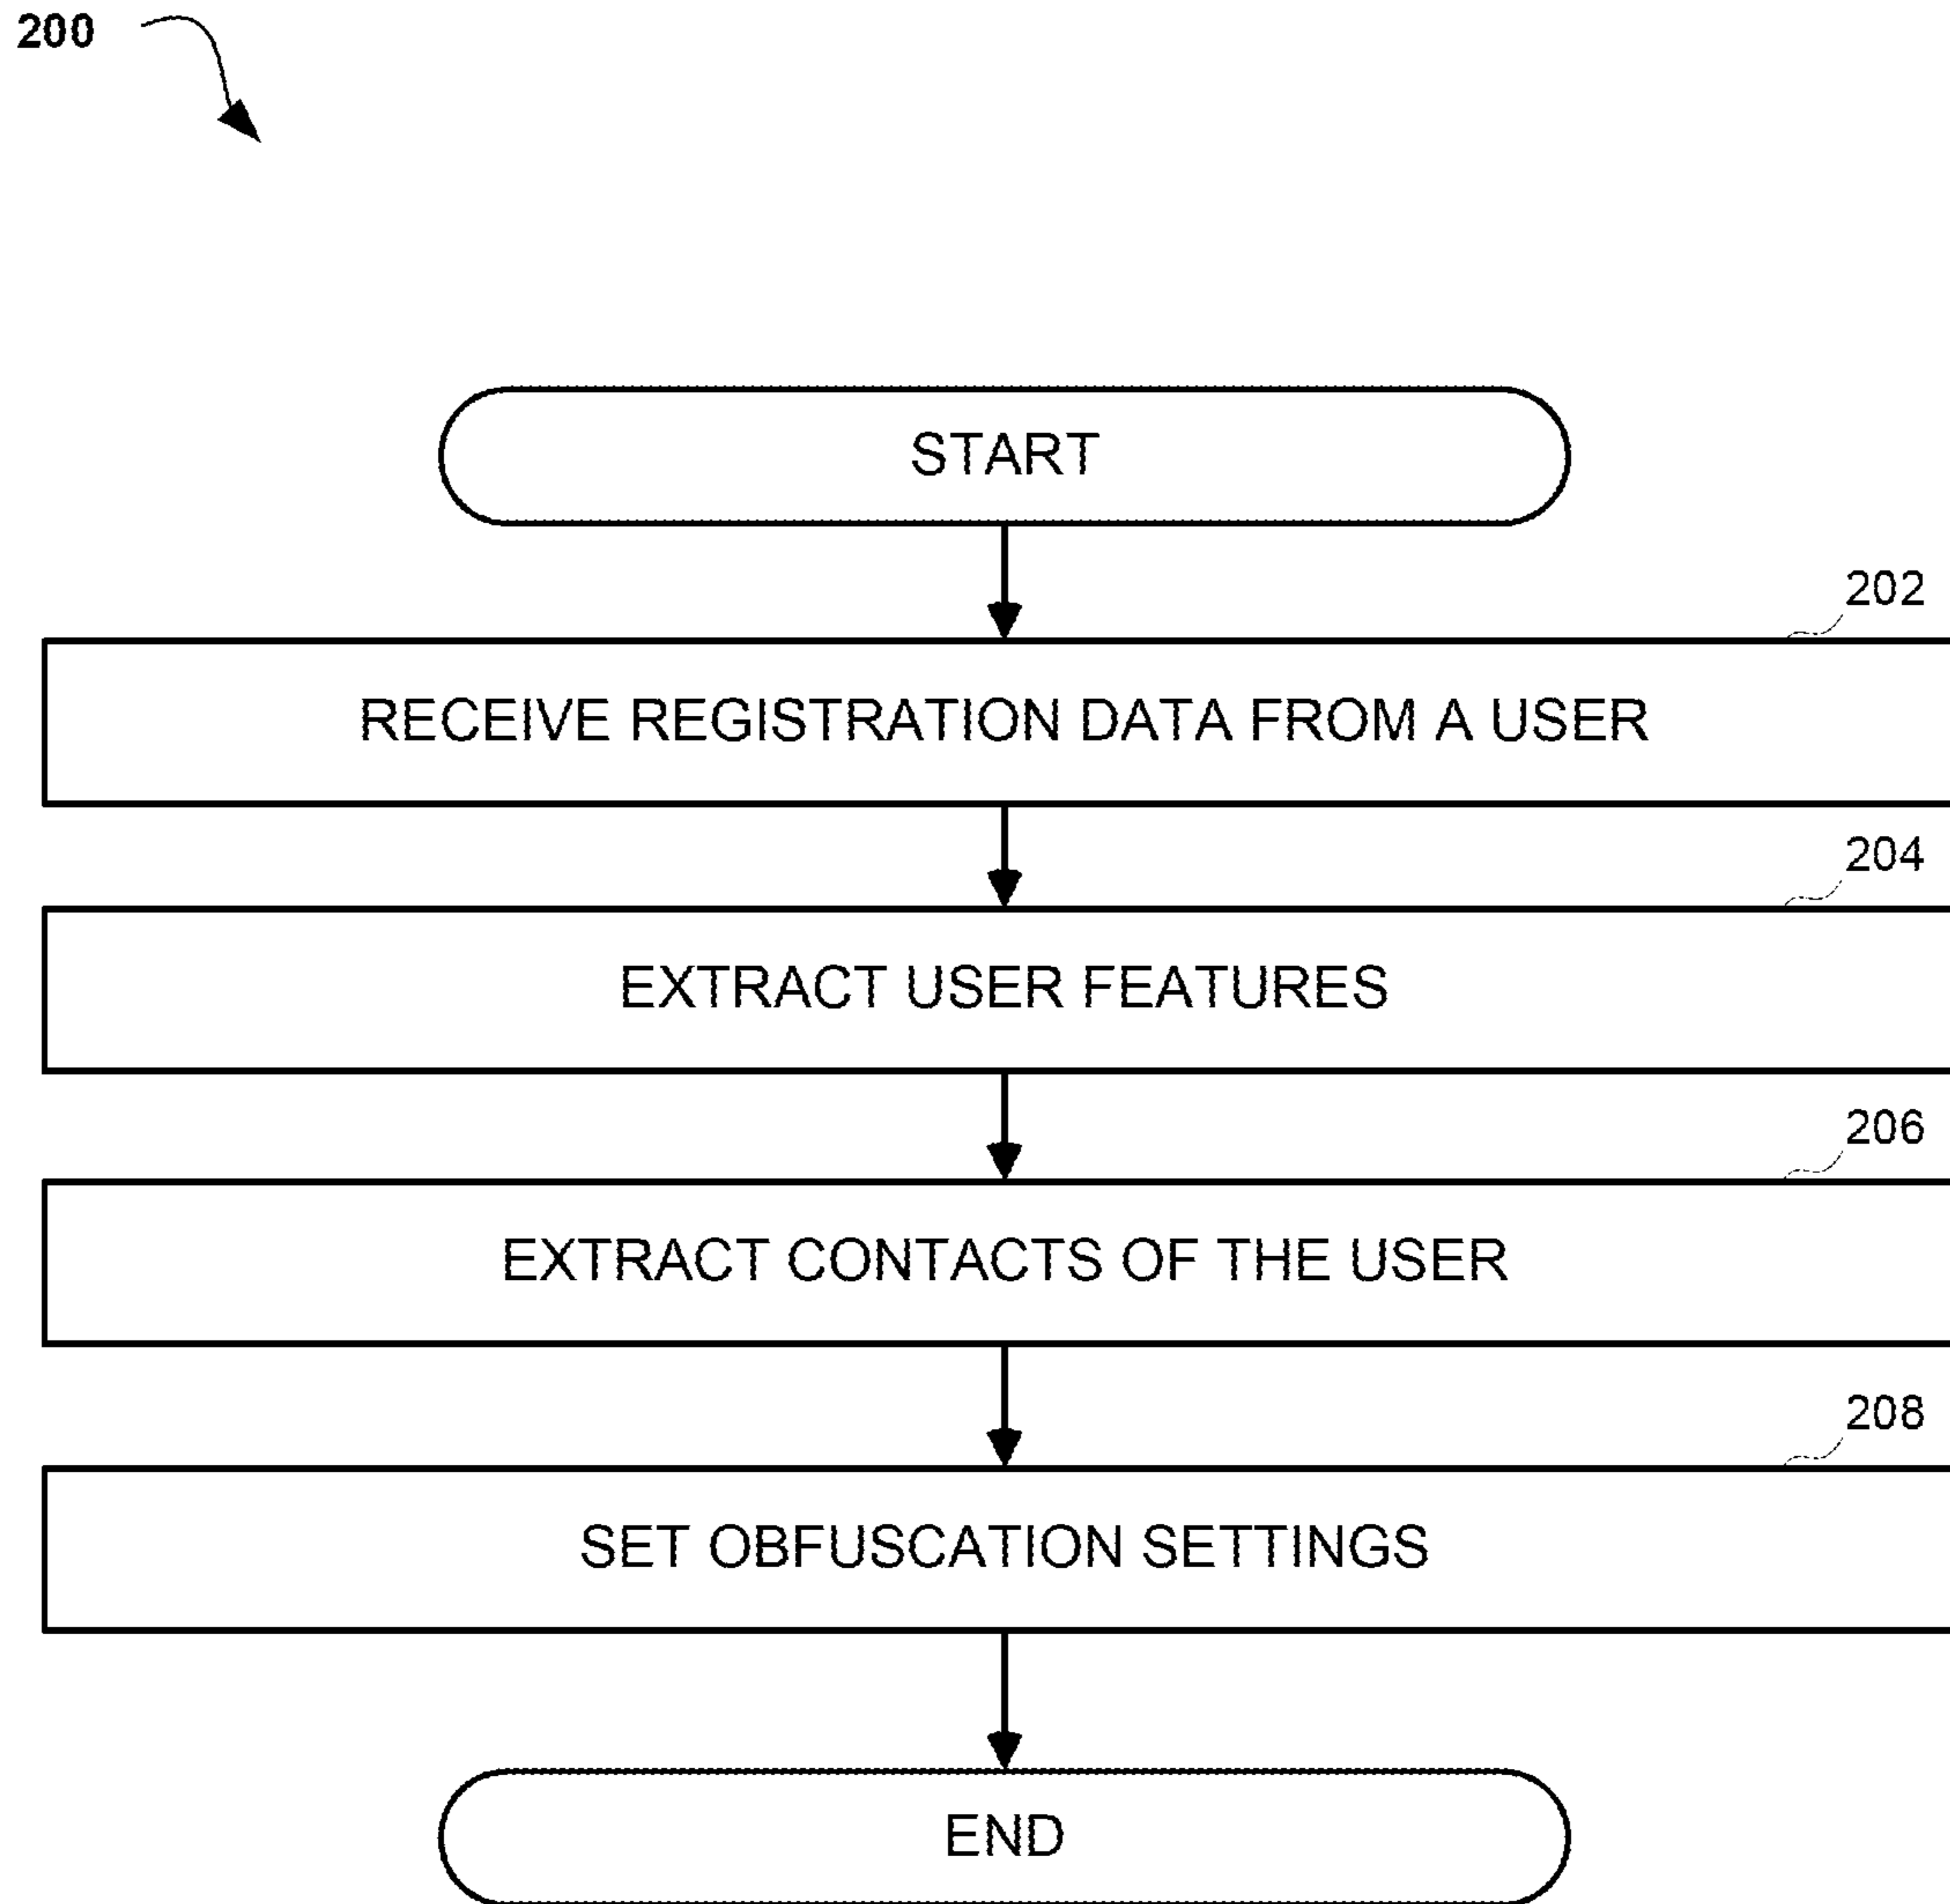 200
START
202
RECEIVE REGISTRATION DATA FROM A USER
204
EXTRACT USER FEATURES
206
EXTRACT CONTACTS OF THE USER
208
SET OBFUSCATION SETTINGS
END